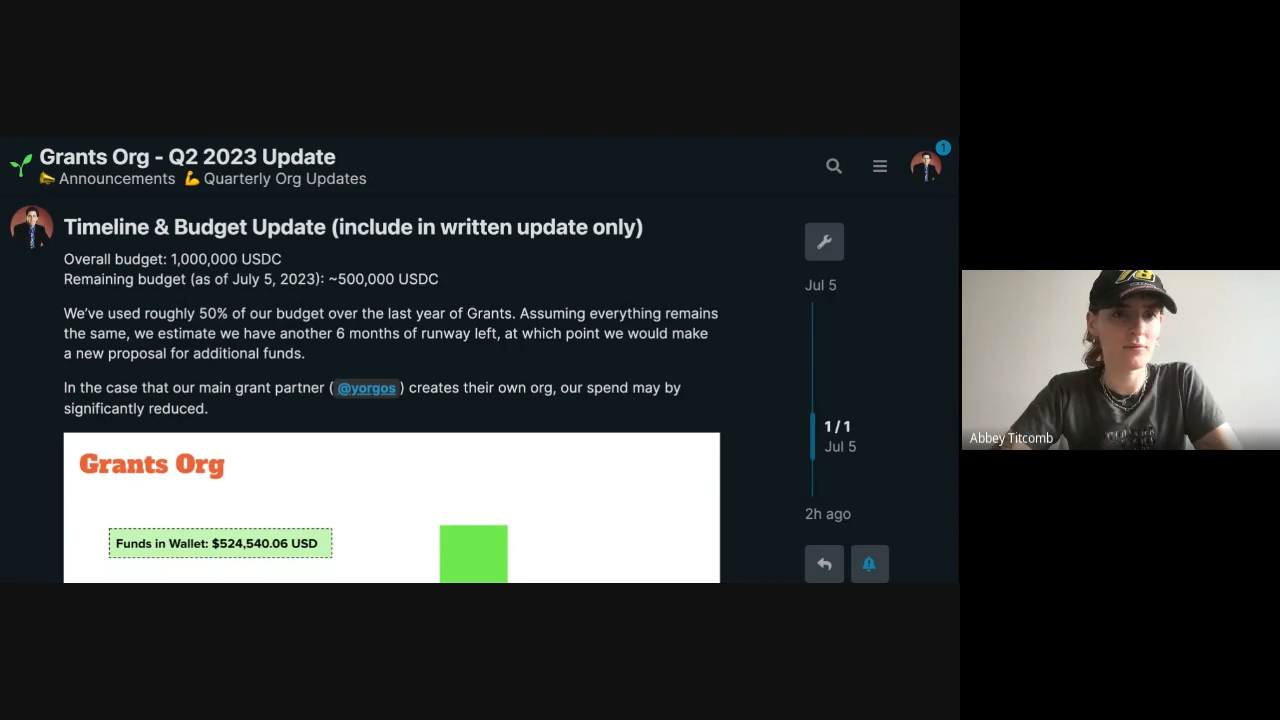 Grants Org - Q2 2023 Update
Announcements Quarterly Org Updates
1
Timeline & Budget Update (include in written update only)
Overall budget: 1,000,000 USDC
Remaining budget (as of July 5, 2023): ~500,000 USDC
We’ve used roughly 50% of our budget over the last year of Grants. Assuming everything remains
the same, we estimate we have another 6 months of runway left, at which point we would make
a new proposal for additional funds.
In the case that our main grant partner ( @yorgos ) creates their own org, our spend may by
significantly reduced.
Grants Org
Funds in Wallet: $524,540.06 USD
Jul 5
1 / 1
Jul 5
2h ago
Abbey Titcomb